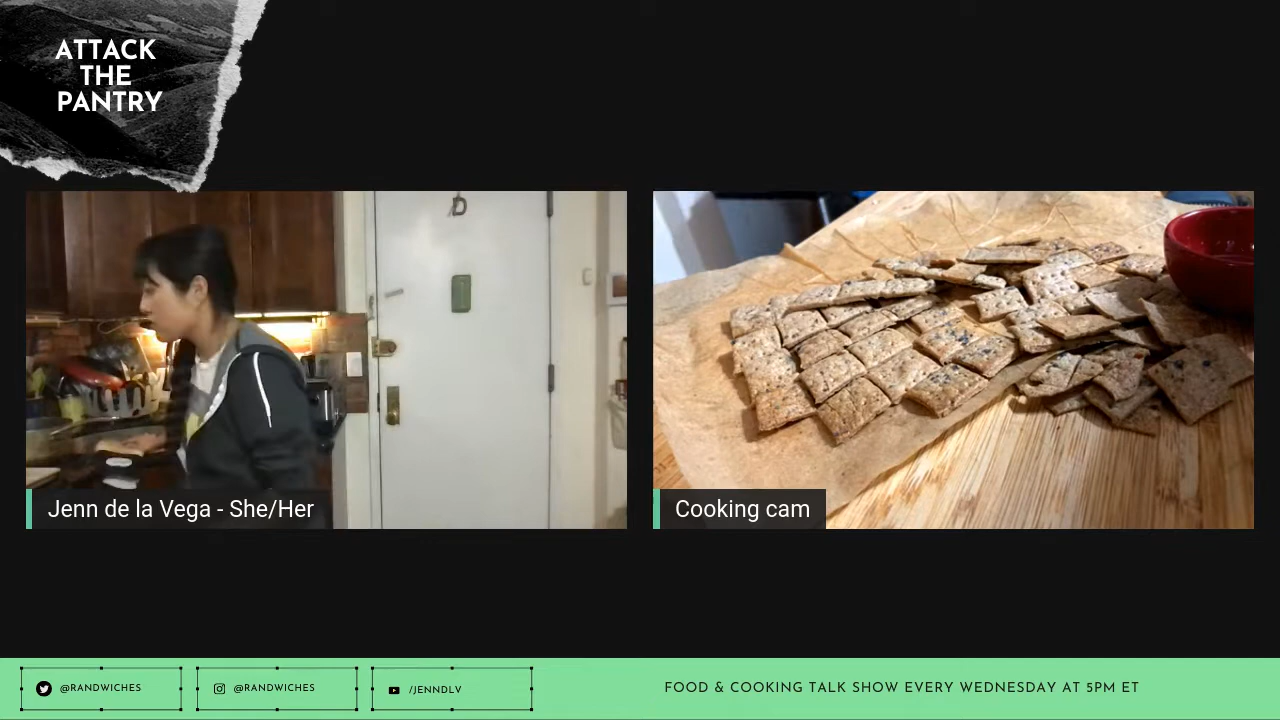 ATTACK
THE
PANTRY
D
Jenn de la Vega - She/Her
Cooking cam
@RANDWICHES
@RANDWICHES
/JENNDLV
FOOD & COOKING TALK SHOW EVERY WEDNESDAY AT 5PM ET